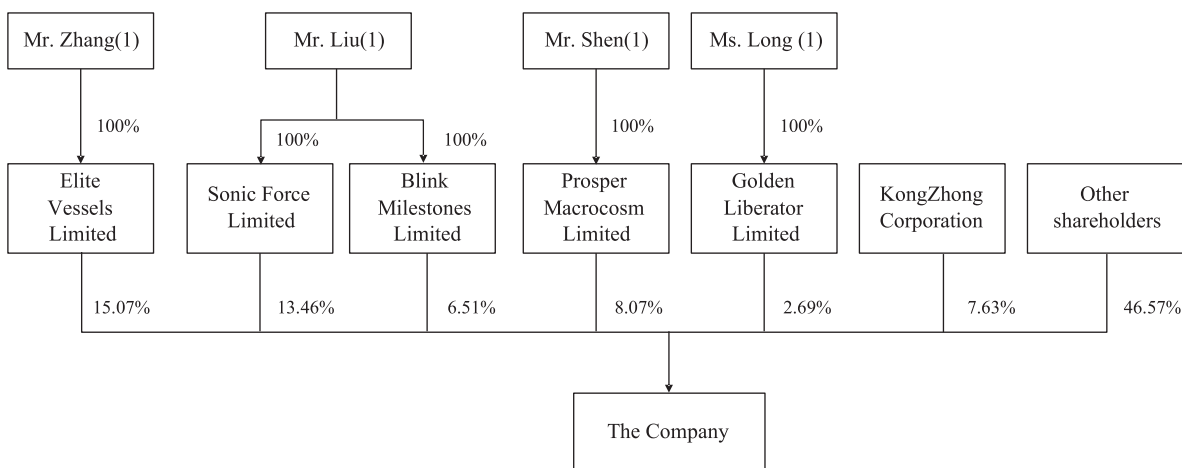 Mr. Zhang(1)
Mr. Liu(1)
Mr. Shen(1)
Ms. Long (1)
100%
100%
100%
100%
100%
Elite
Vessels
Limited
Sonic Force
Limited
Blink
Milestones
Limited
Prosper
Macrocosm
Limited
Golden
Liberator
Limited
KongZhong
Corporation
Other
shareholders
15.07%
13.46%
6.51%
8.07%
2.69%
7.63%
46.57%
The Company